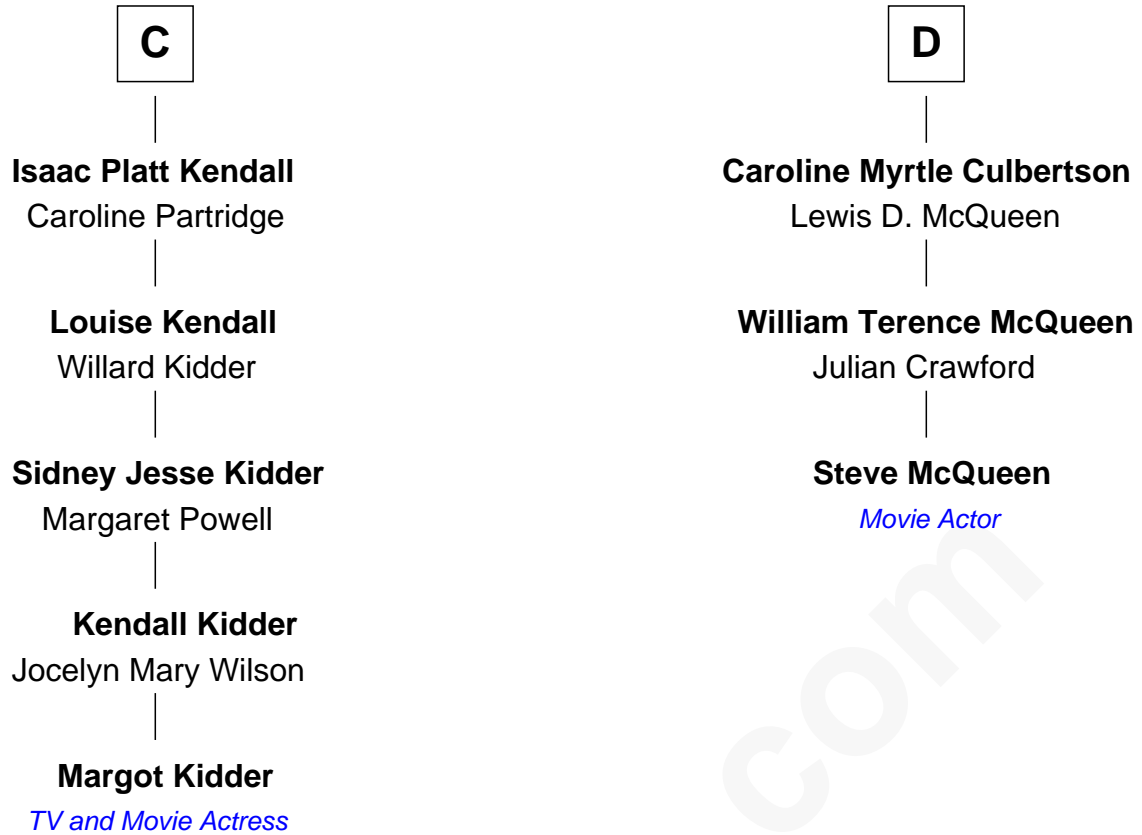 C
Isaac Platt Kendall
Caroline Partridge
Louise Kendall
Willard Kidder
Sidney Jesse Kidder
Margaret Powell
Kendall Kidder
Jocelyn Mary Wilson
Margot Kidder
TV and Movie Actress
D
Caroline Myrtle Culbertson
Lewis D. McQueen
William Terence McQueen
Julian Crawford
Steve McQueen
Movie Actor
com